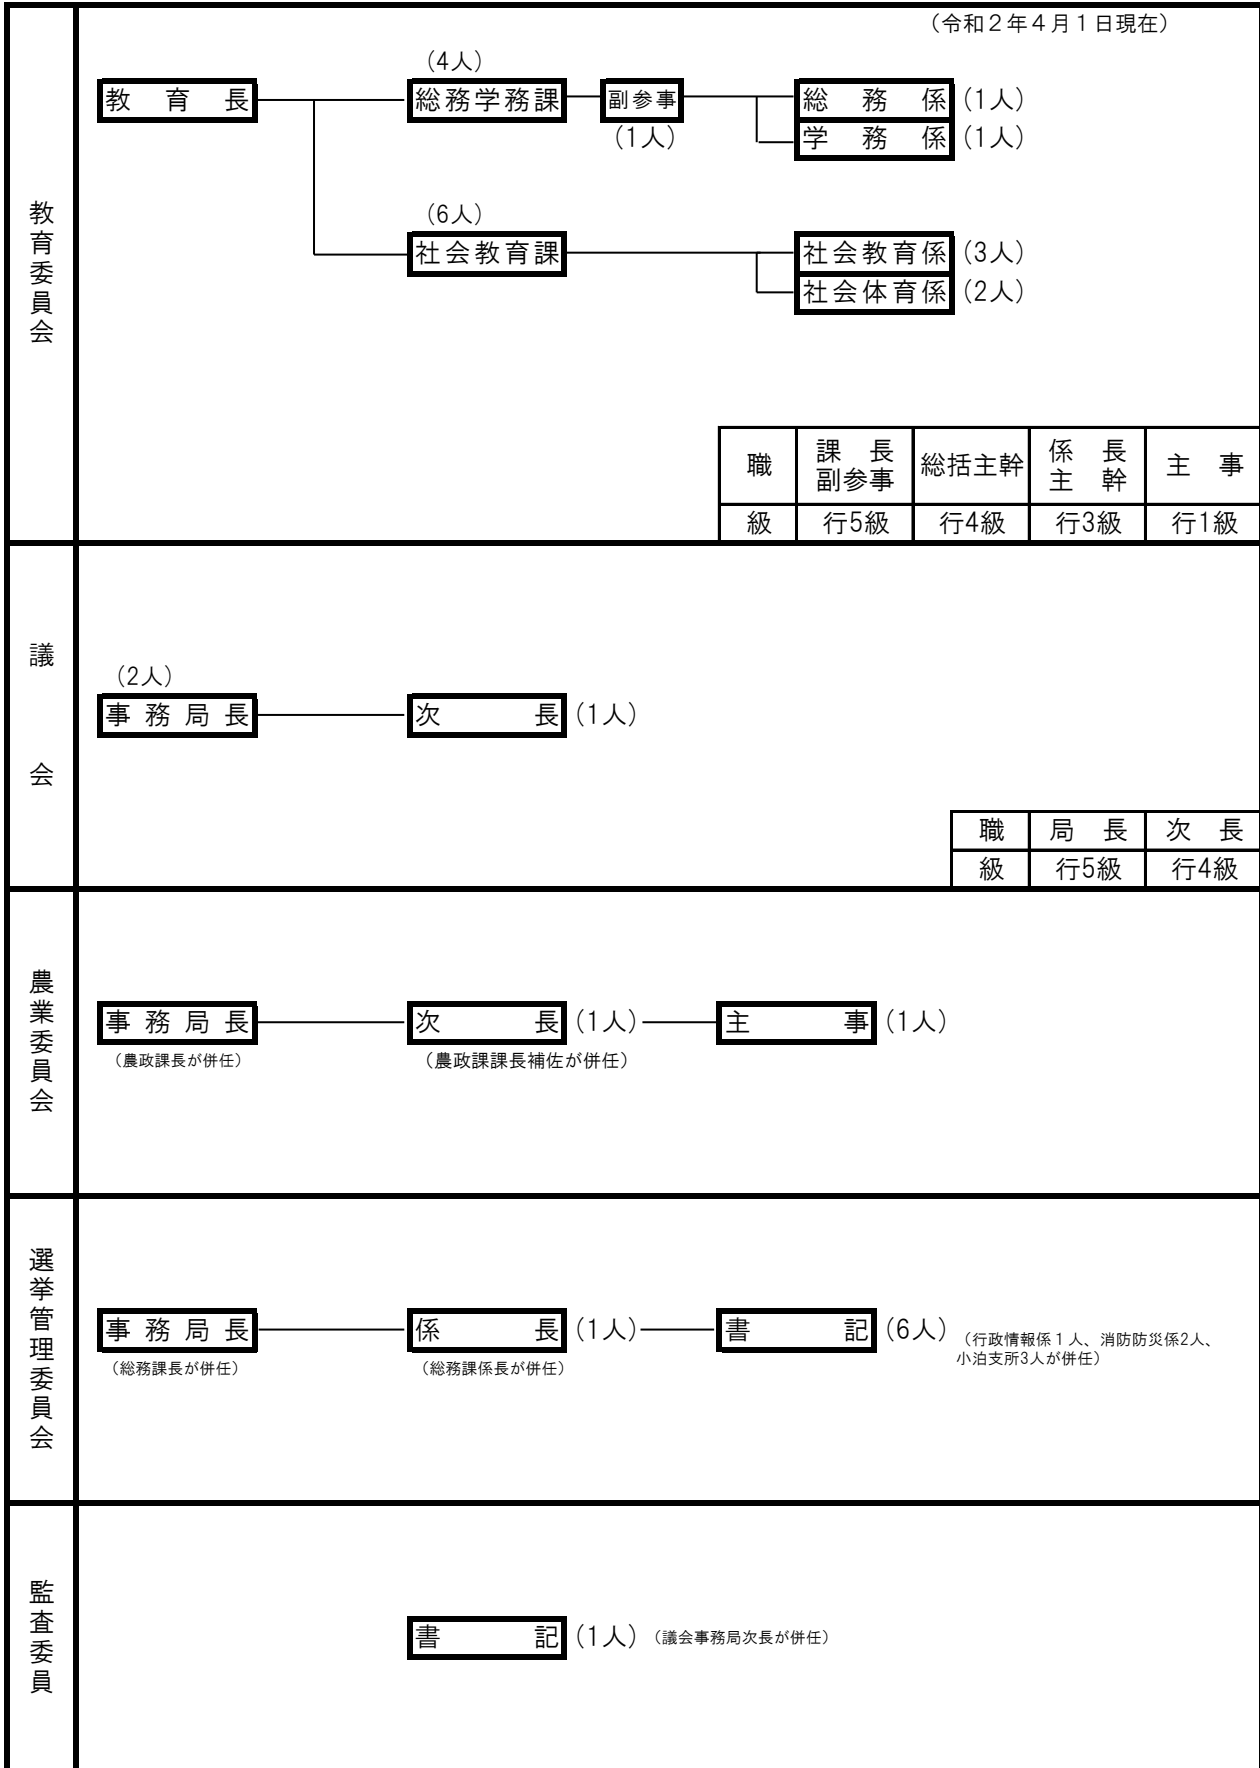 （令和２年４月１日現在）
教育委員会
(4人)
教育長
総務学務課
副参事
総務係
(1人)
(1人)
学務係
(1人)
(6人)
社会教育課
社会教育係
(3人)
社会体育係
(2人)
職
課長
副参事
総括主幹
係長
主幹
主事
級
行5級
行4級
行3級
行1級
議会
(2人)
事務局長
次長
(1人)
職
局長
次長
級
行5級
行4級
農業委員会
事務局長
次長
(1人)
主事
(1人)
（農政課長が併任）
（農政課課長補佐が併任）
選挙管理委員会
事務局長
係長
(1人)
書記
(6人)
（行政情報係１人、消防防災係2人、
小泊支所3人が併任）
（総務課長が併任）
（総務課係長が併任）
監査委員
書記
(1人)
（議会事務局次長が併任）